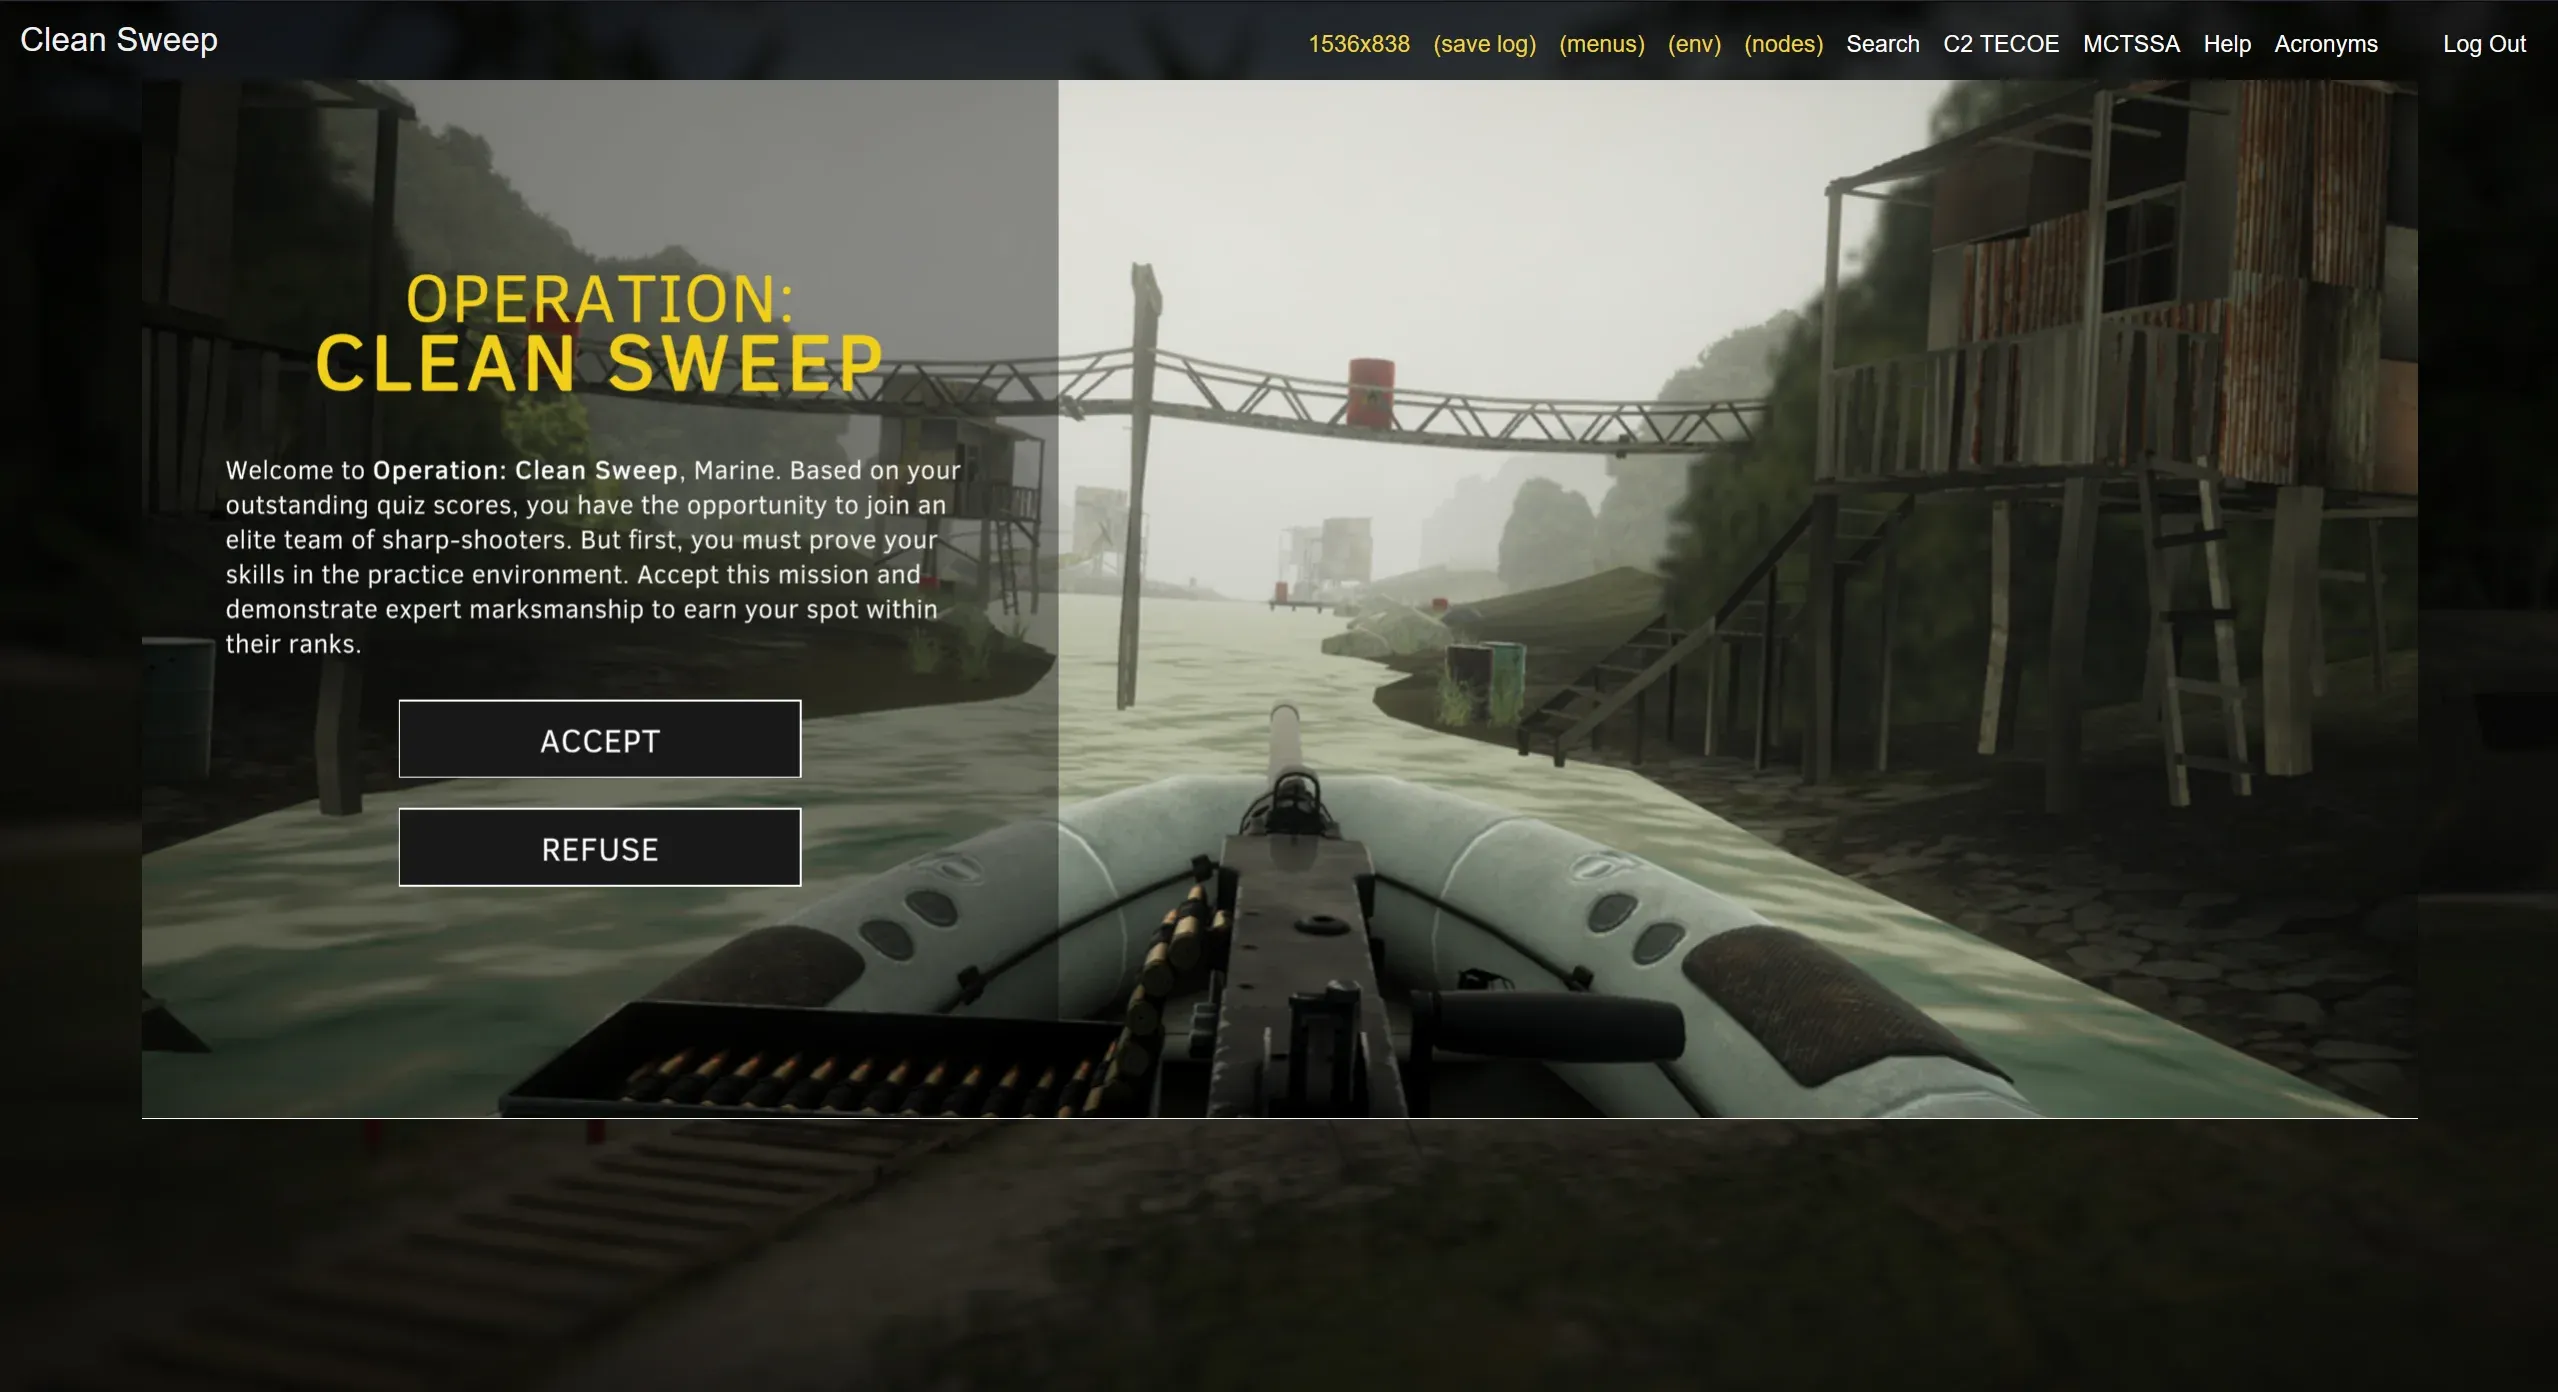 Clean Sweep
1536x838 (save log) (menus) (env) (nodes) Search C2 TECOE MCTSSA Help Acronyms Log Out
OPERATION:
CLEAN SWEEP
Welcome to Operation: Clean Sweep, Marine. Based on your
outstanding quiz scores, you have the opportunity to join an
elite team of sharp-shooters. But first, you must prove your
skills in the practice environment. Accept this mission and
demonstrate expert marksmanship to earn your spot within
their ranks.
ACCEPT
REFUSE